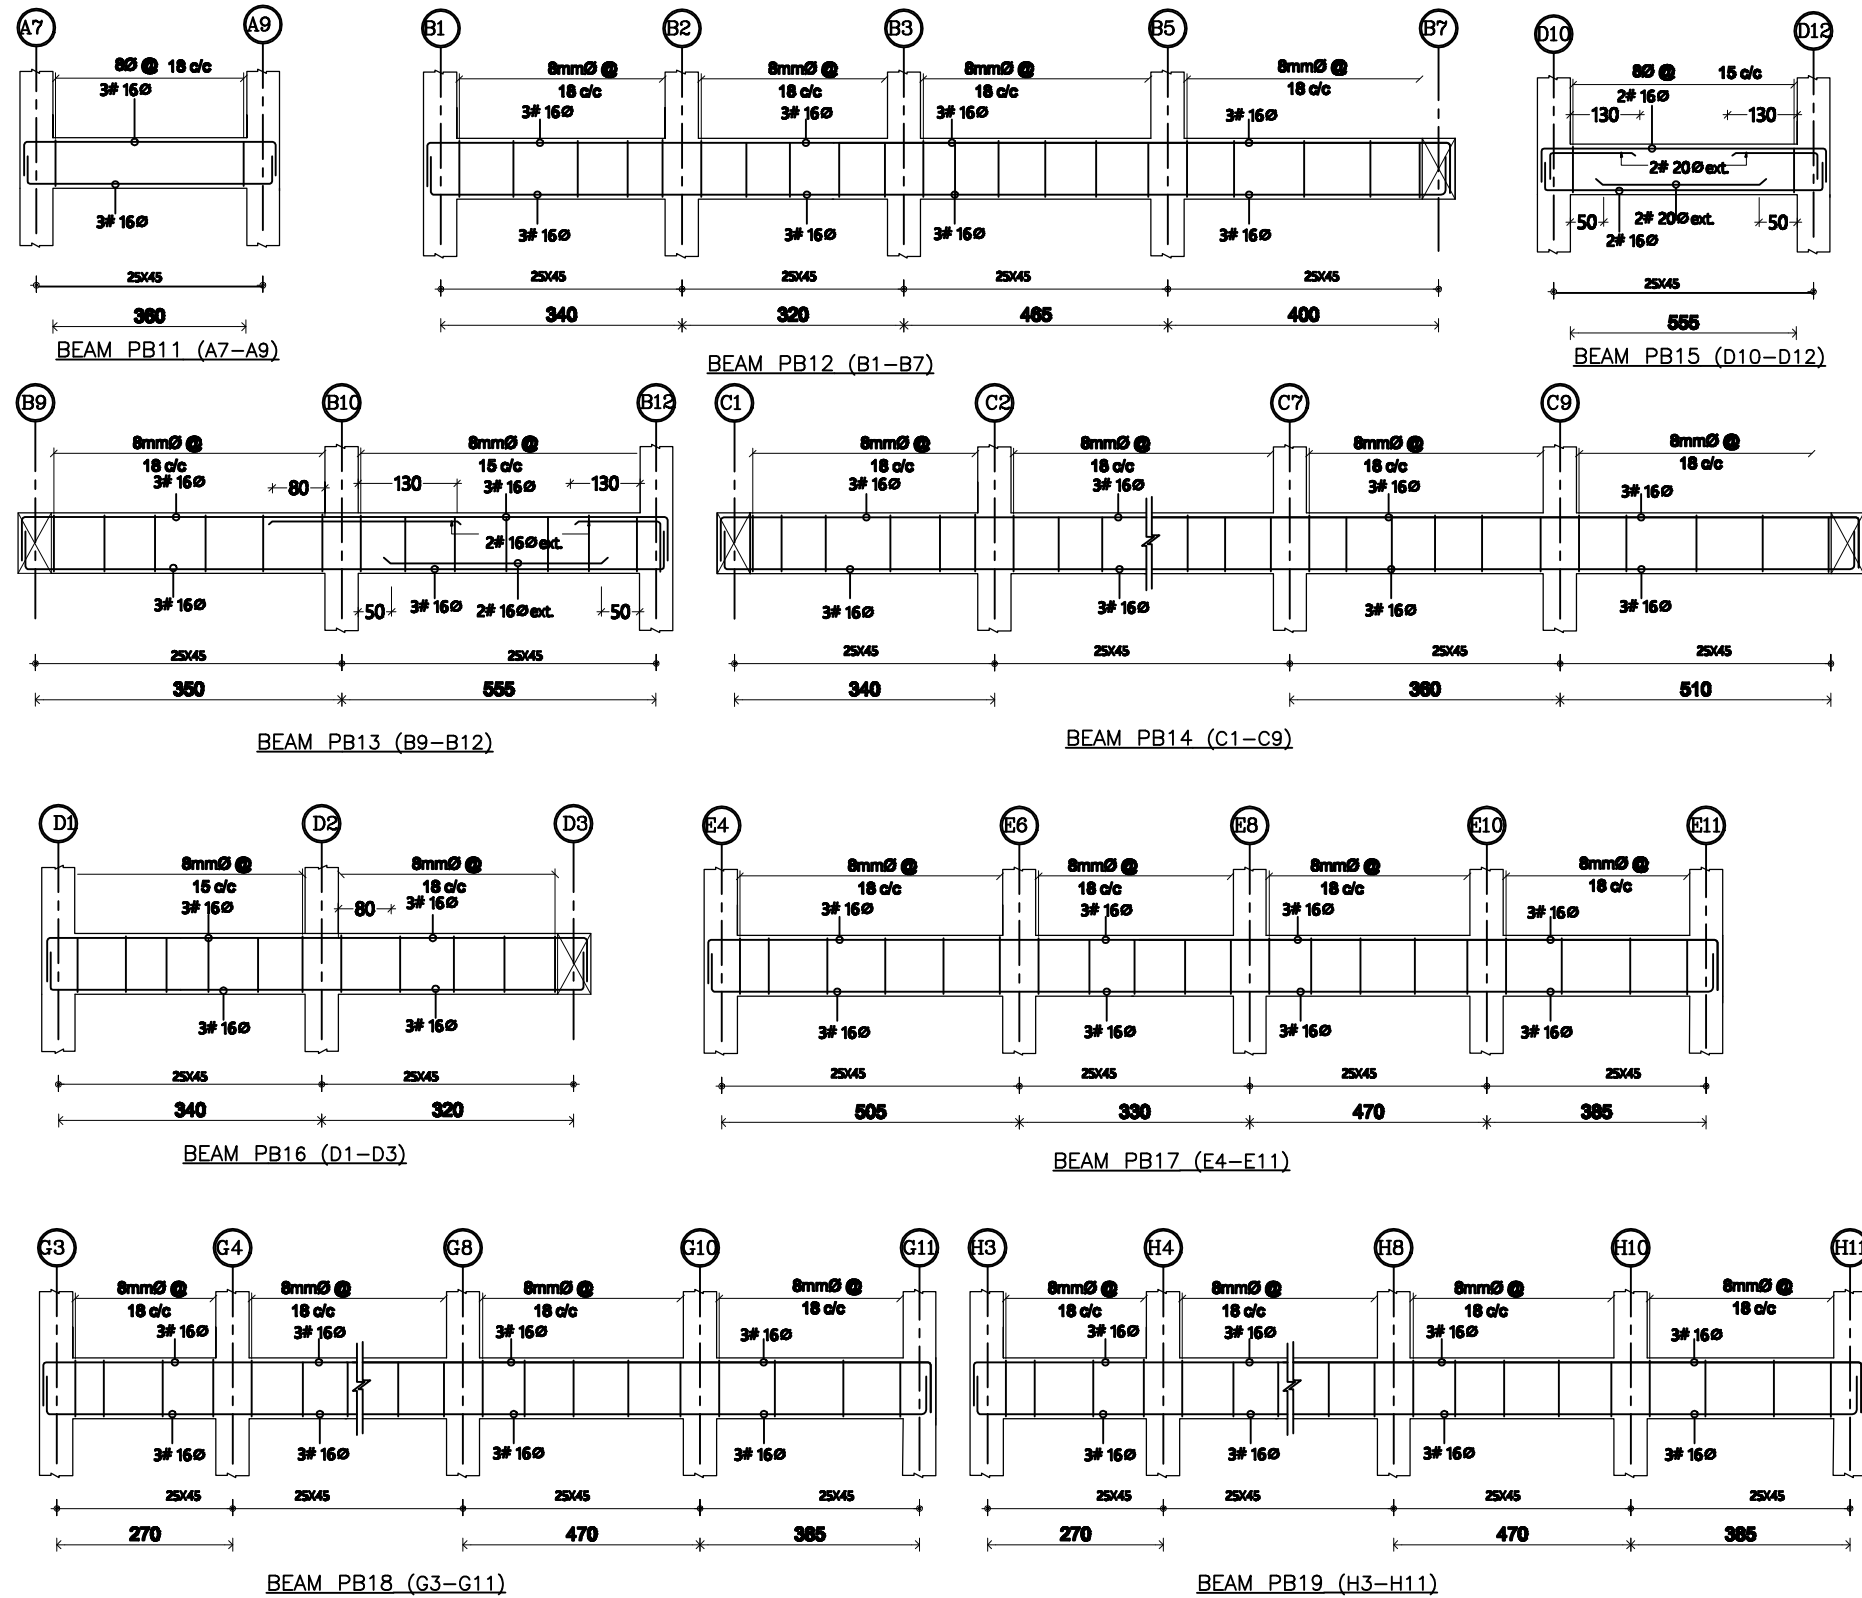 A7 A9
8Ø @ 18 c/c
3# 16Ø
3# 16Ø
25X45
360
BEAM PB11 (A7-A9)
B1 B2 B3 B5 B7
8mmØ @ 8mmØ @ 8mmØ @ 8mmØ @
18 c/c 18 c/c 18 c/c 18 c/c
3# 16Ø 3# 16Ø 3# 16Ø 3# 16Ø
3# 16Ø 3# 16Ø 3# 16Ø 3# 16Ø
25X45 25X45 25X45 25X45
340 320 465 400
BEAM PB12 (B1-B7)
D10 D12
8Ø @ 15 c/c
2# 16Ø
130 130
2# 20Ø ext.
50 2# 20Ø ext. 50
2# 16Ø
25X45
555
BEAM PB15 (D10-D12)
B9 B10 B12
8mmØ @ 8mmØ @
18 c/c 15 c/c
3# 16Ø 80 130 3# 16Ø 130
2# 16Ø ext.
3# 16Ø 50 3# 16Ø 2# 16Ø ext. 50
25X45 25X45
350 555
BEAM PB13 (B9-B12)
C1 C2 C7 C9
8mmØ @ 8mmØ @ 8mmØ @ 8mmØ @
18 c/c 18 c/c 18 c/c 18 c/c
3# 16Ø 3# 16Ø 3# 16Ø 3# 16Ø
3# 16Ø 3# 16Ø 3# 16Ø 3# 16Ø
25X45 25X45 25X45 25X45
340 360 510
BEAM PB14 (C1-C9)
D1 D2 D3
8mmØ @ 8mmØ @
15 c/c 18 c/c
3# 16Ø 80 3# 16Ø
3# 16Ø 3# 16Ø
25X45 25X45
340 320
BEAM PB16 (D1-D3)
E4 E6 E8 E10 E11
8mmØ @ 8mmØ @ 8mmØ @ 8mmØ @
18 c/c 18 c/c 18 c/c 18 c/c
3# 16Ø 3# 16Ø 3# 16Ø 3# 16Ø
3# 16Ø 3# 16Ø 3# 16Ø 3# 16Ø
25X45 25X45 25X45 25X45
505 330 470 385
BEAM PB17 (E4-E11)
G3 G4 G8 G10 G11
8mmØ @ 8mmØ @ 8mmØ @ 8mmØ @
18 c/c 18 c/c 18 c/c 18 c/c
3# 16Ø 3# 16Ø 3# 16Ø 3# 16Ø
3# 16Ø 3# 16Ø 3# 16Ø 3# 16Ø
25X45 25X45 25X45 25X45
270 470 385
BEAM PB18 (G3-G11)
H3 H4 H8 H10 H11
8mmØ @ 8mmØ @ 8mmØ @ 8mmØ @
18 c/c 18 c/c 18 c/c 18 c/c
3# 16Ø 3# 16Ø 3# 16Ø 3# 16Ø
3# 16Ø 3# 16Ø 3# 16Ø 3# 16Ø
25X45 25X45 25X45 25X45
270 470 385
BEAM PB19 (H3-H11)